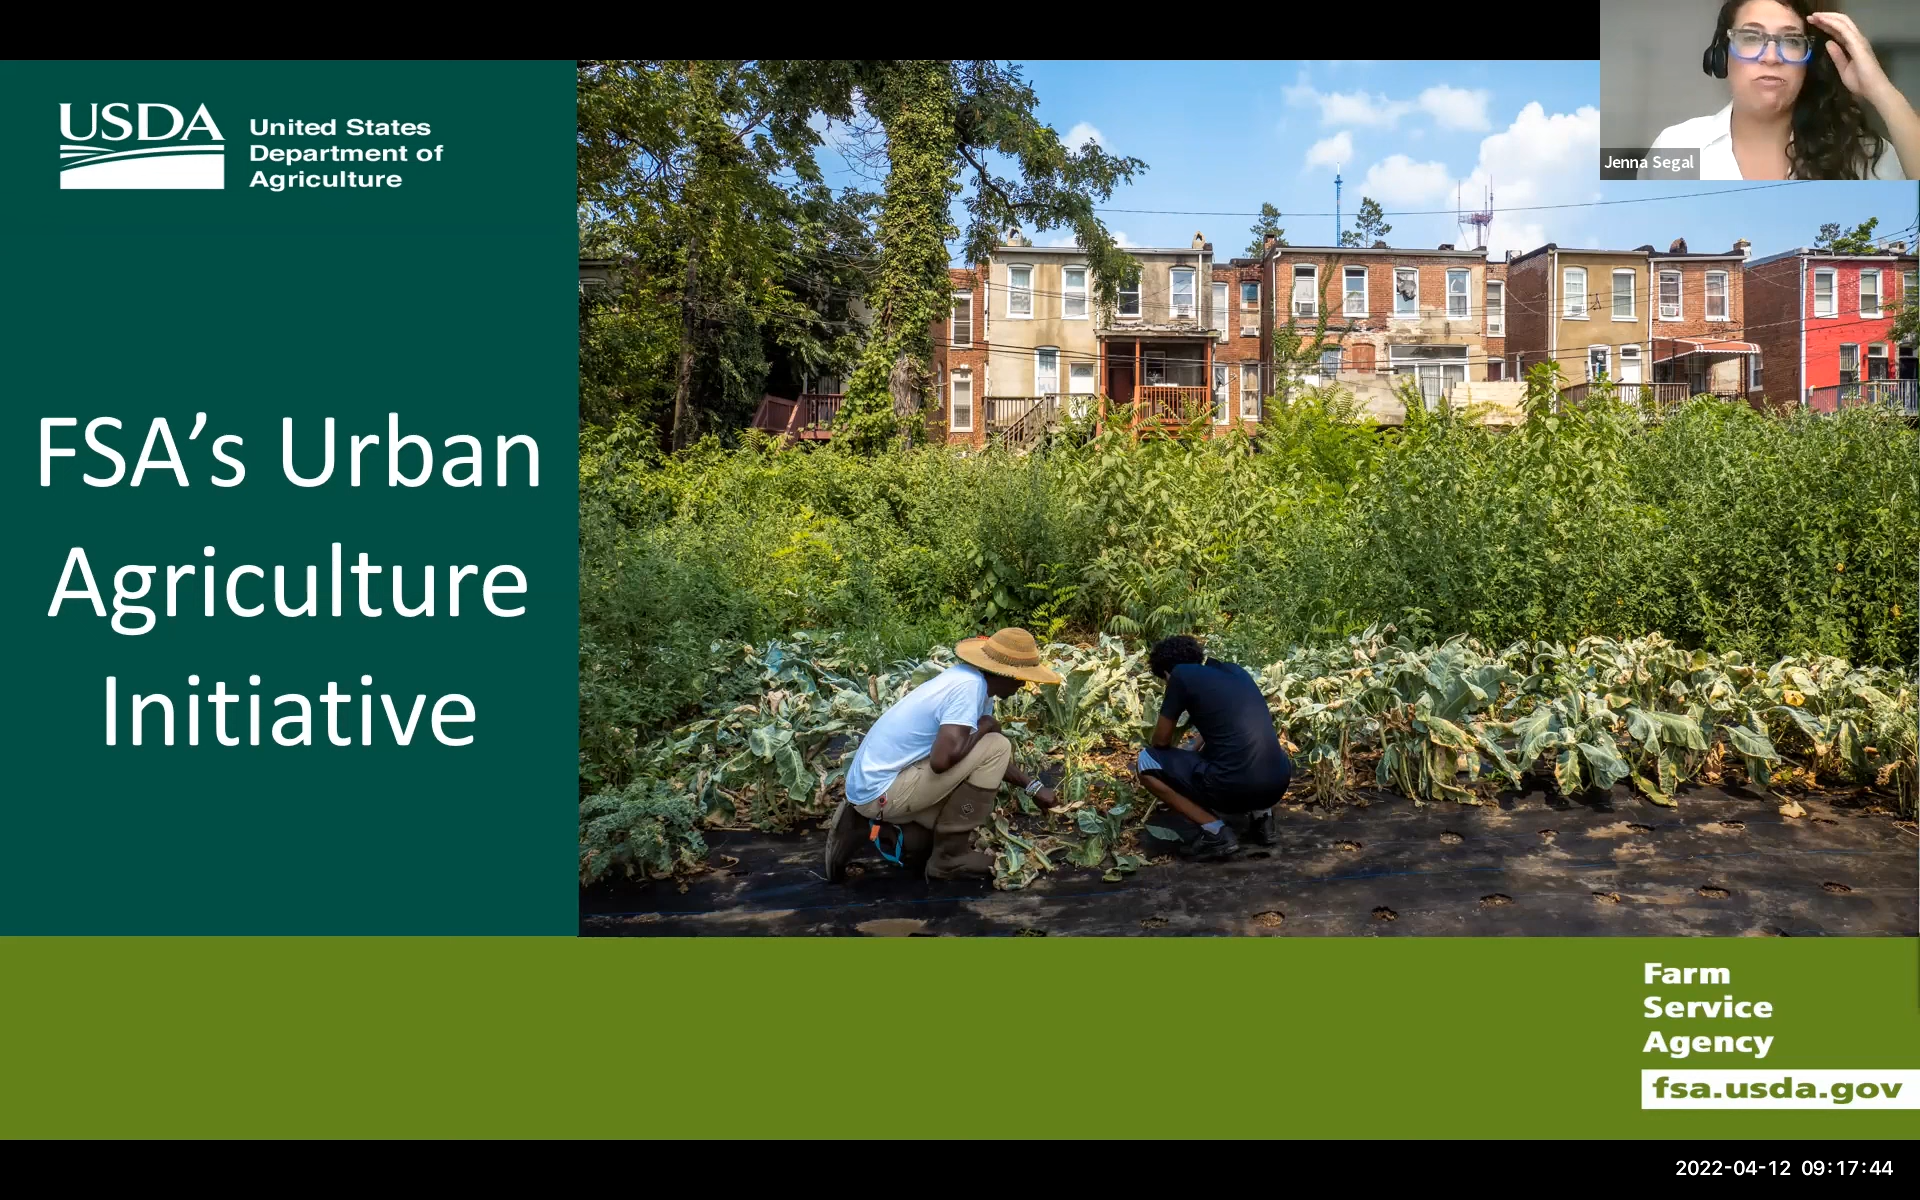 Jenna Segal
USDA
United States
Department of
Agriculture
FSA’s Urban
Agriculture
Initiative
Farm
Service
Agency
fsa.usda.gov
2022-04-12 09:17:44